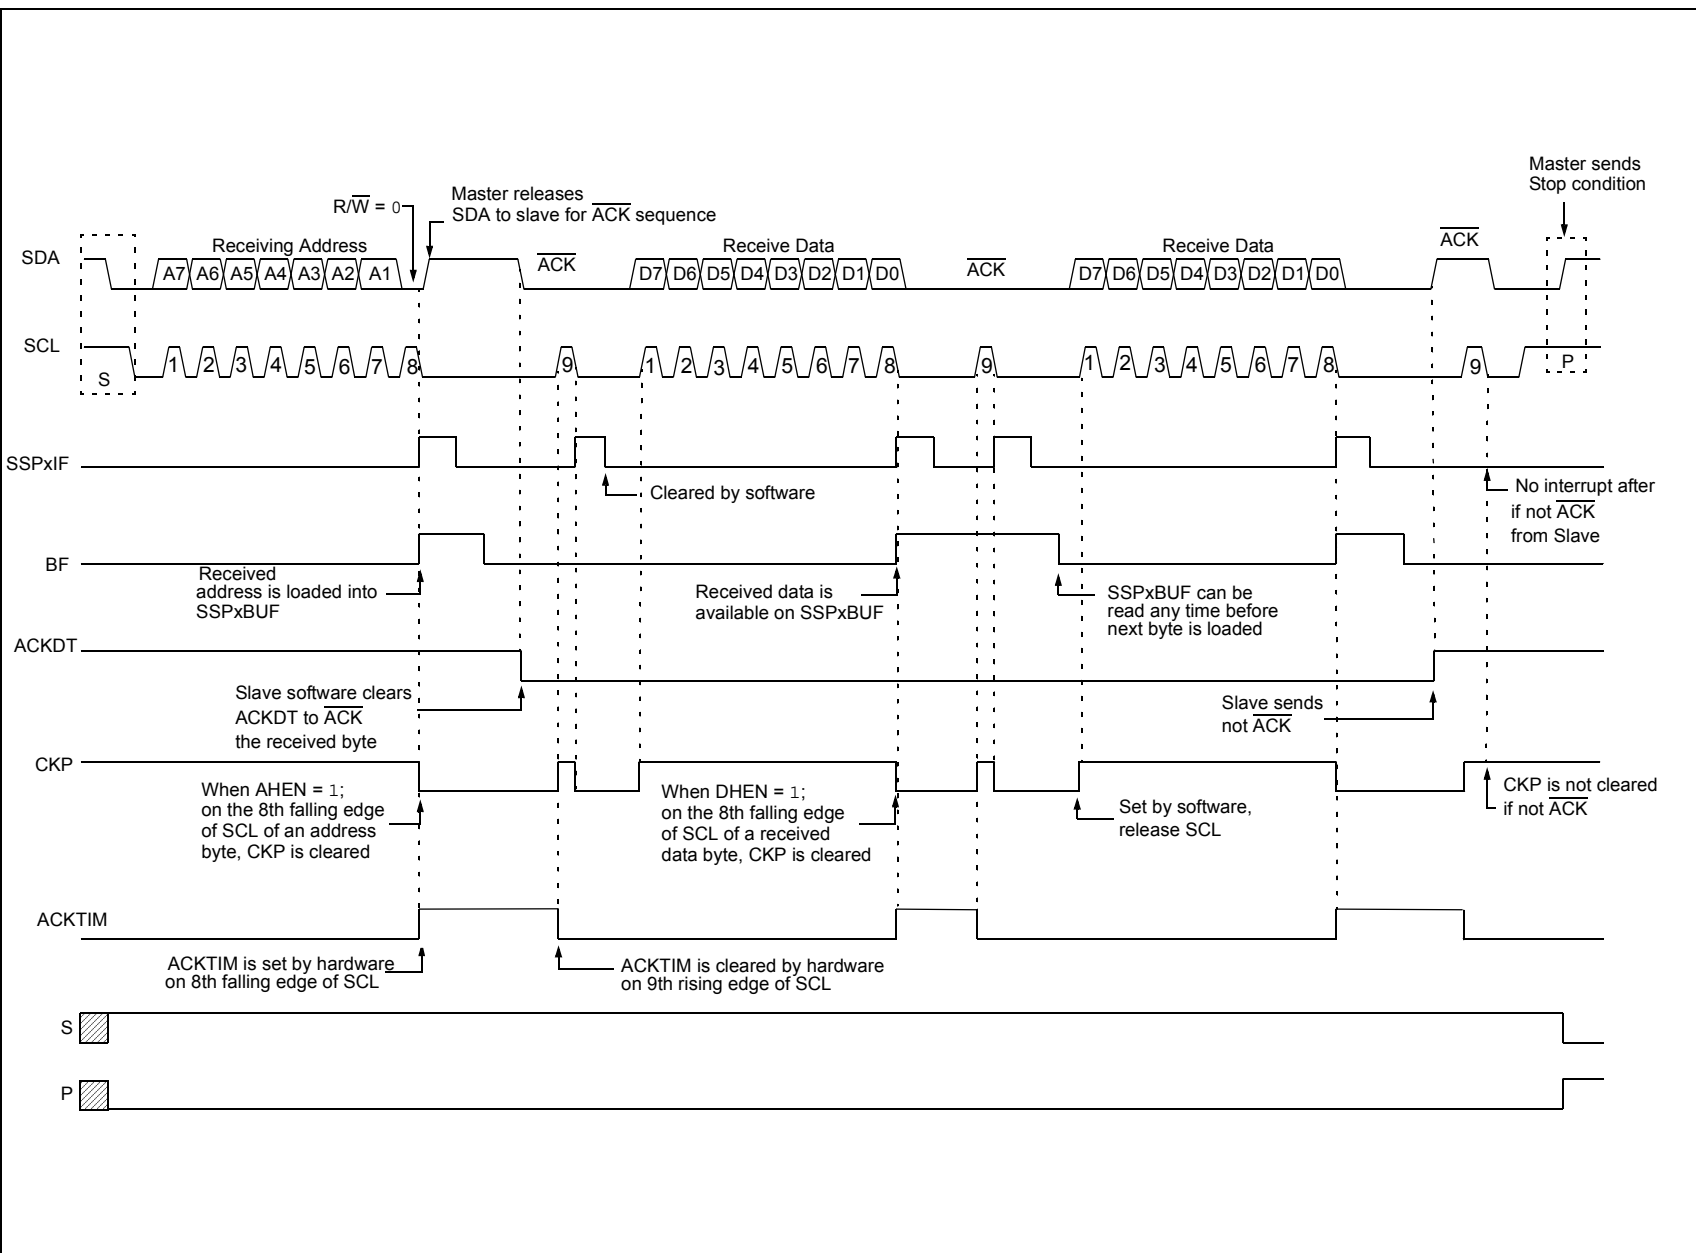 Master sends
Stop condition
R/W̅ = 0
Master releases
SDA to slave for A̅C̅K̅ sequence
SDA
Receiving Address
A̅C̅K̅
Receive Data
A̅C̅K̅
Receive Data
A̅C̅K̅
A7 A6 A5 A4 A3 A2 A1
D7 D6 D5 D4 D3 D2 D1 D0
D7 D6 D5 D4 D3 D2 D1 D0
SCL
S
1 2 3 4 5 6 7 8 9
1 2 3 4 5 6 7 8 9
1 2 3 4 5 6 7 8 9
P
SSPxIF
Cleared by software
No interrupt after
if not A̅C̅K̅
from Slave
BF
Received
address is loaded into
SSPxBUF
Received data is
available on SSPxBUF
SSPxBUF can be
read any time before
next byte is loaded
ACKDT
Slave software clears
ACKDT to A̅C̅K̅
the received byte
Slave sends
not A̅C̅K̅
CKP
When AHEN = 1;
on the 8th falling edge
of SCL of an address
byte, CKP is cleared
When DHEN = 1;
on the 8th falling edge
of SCL of a received
data byte, CKP is cleared
Set by software,
release SCL
CKP is not cleared
if not A̅C̅K̅
ACKTIM
ACKTIM is set by hardware
on 8th falling edge of SCL
ACKTIM is cleared by hardware
on 9th rising edge of SCL
S
P